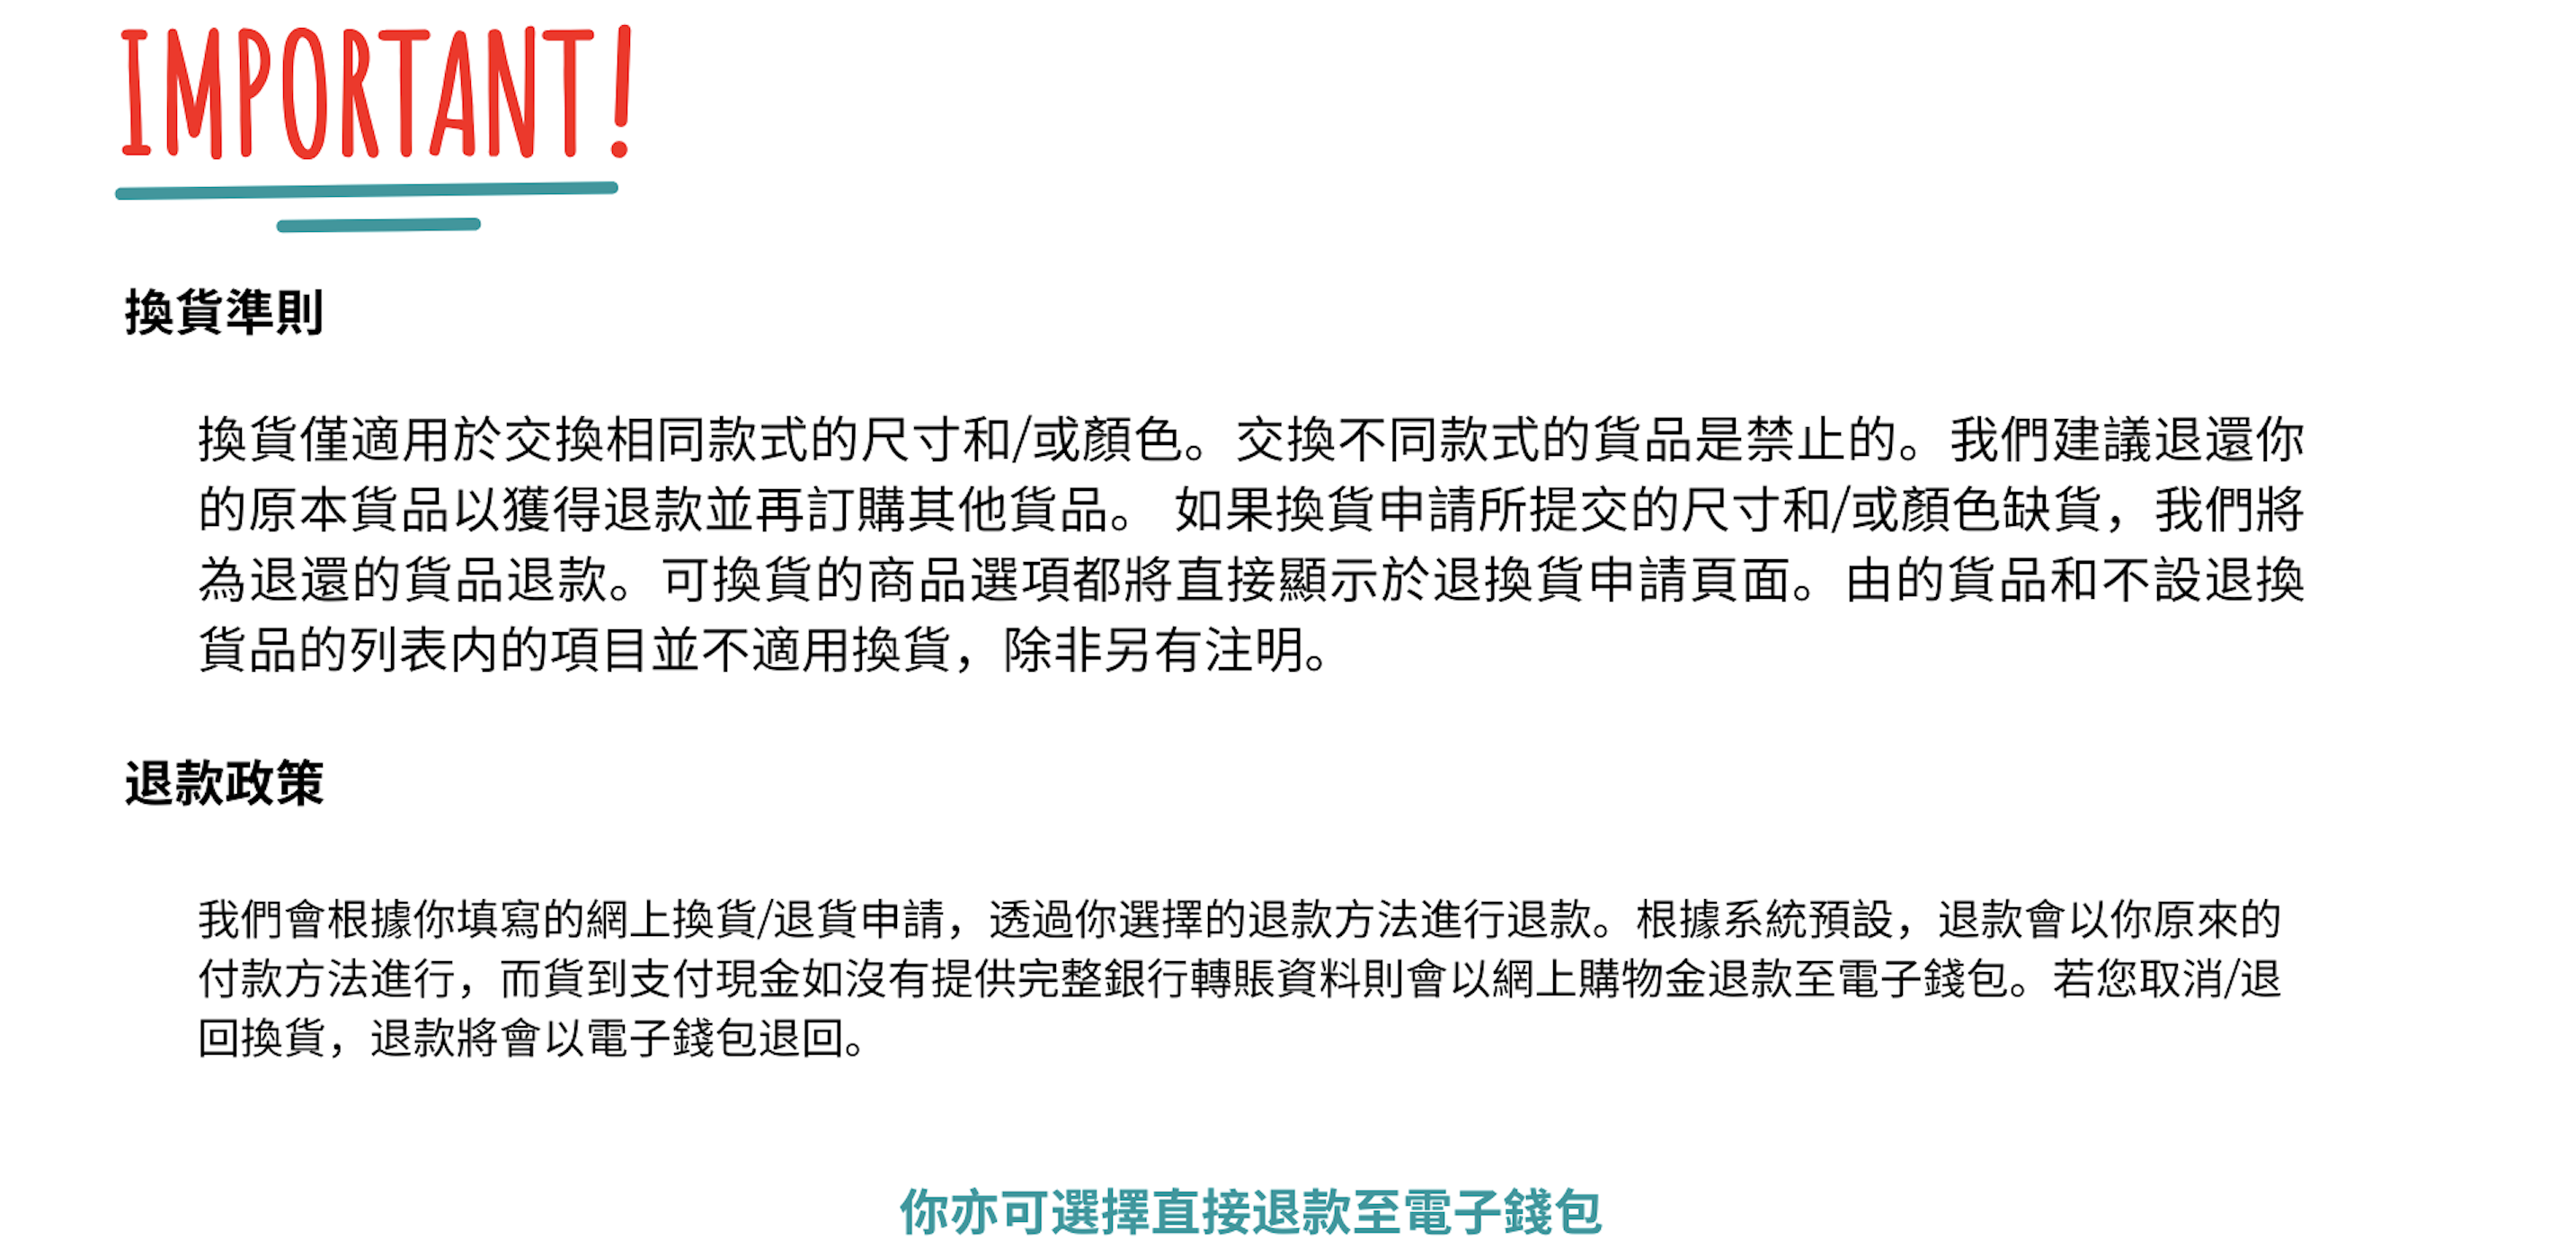 IMPORTANT!
換貨準則
換貨僅適用於交換相同款式的尺寸和/或顏色。交換不同款式的貨品是禁止的。我們建議退還你
的原本貨品以獲得退款並再訂購其他貨品。 如果換貨申請所提交的尺寸和/或顏色缺貨，我們將
為退還的貨品退款。可換貨的商品選項都將直接顯示於退換貨申請頁面。由的貨品和不設退換
貨品的列表内的項目並不適用換貨，除非另有注明。
退款政策
我們會根據你填寫的網上換貨/退貨申請，透過你選擇的退款方法進行退款。根據系統預設，退款會以你原來的
付款方法進行，而貨到支付現金如沒有提供完整銀行轉賬資料則會以網上購物金退款至電子錢包。若您取消/退
回換貨，退款將會以電子錢包退回。
你亦可選擇直接退款至電子錢包